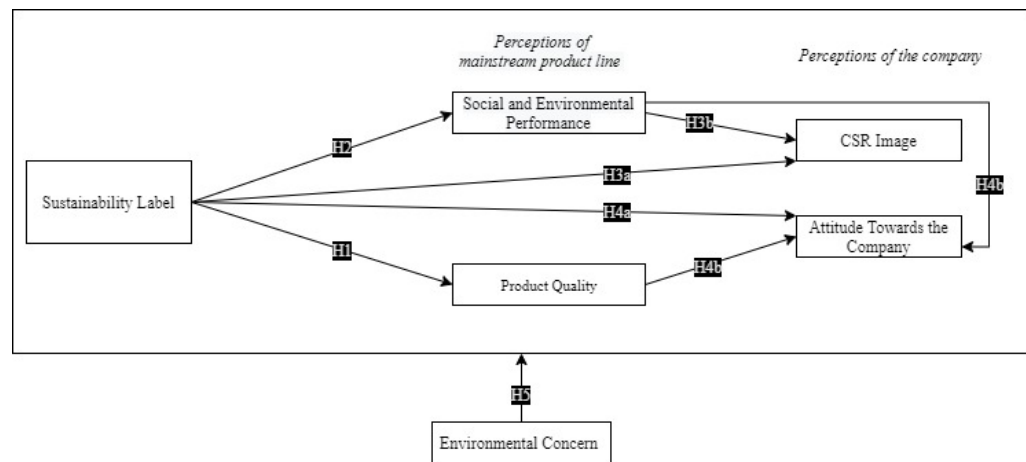 Perceptions of
mainstream product line
Perceptions of the company
Social and Environmental
Performance
H3b
CSR Image
H2
H3a
H4b
Sustainability Label
H4a
Attitude Towards the
Company
H1
H4b
Product Quality
H5
Environmental Concern